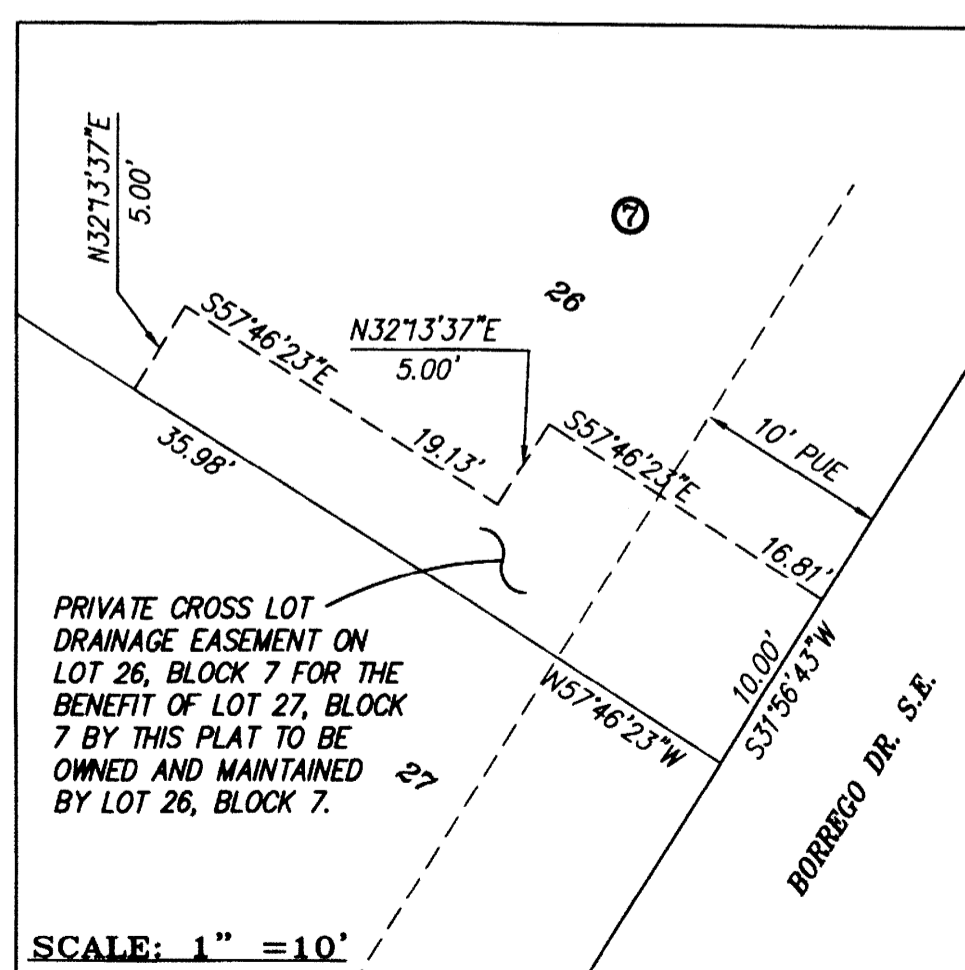 N32°13'37"E
5.00'
7
26
S57°46'23"E
19.13'
N32°13'37"E
5.00'
S57°46'23"E
16.81'
10' PUE
35.98'
PRIVATE CROSS LOT
DRAINAGE EASEMENT ON
LOT 26, BLOCK 7 FOR THE
BENEFIT OF LOT 27, BLOCK
7 BY THIS PLAT TO BE
OWNED AND MAINTAINED
BY LOT 26, BLOCK 7.
27
N57°46'23"W
10.00'
S31°56'43"W
BORREGO DR. S.E.
SCALE: 1" =10'